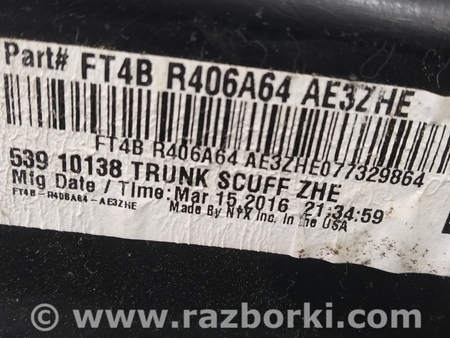 Part# FT4B R406A64 AE3ZHE
FT4B R406A64 AE3ZHE077329864
539 10138 TRUNK SCUFF ZHE
Mfg Date / Time: Mar 15 2016 21:34:59
FT4B-R406A64-AE3ZHE Made By NYX Inc. In the USA
© www.razborki.com